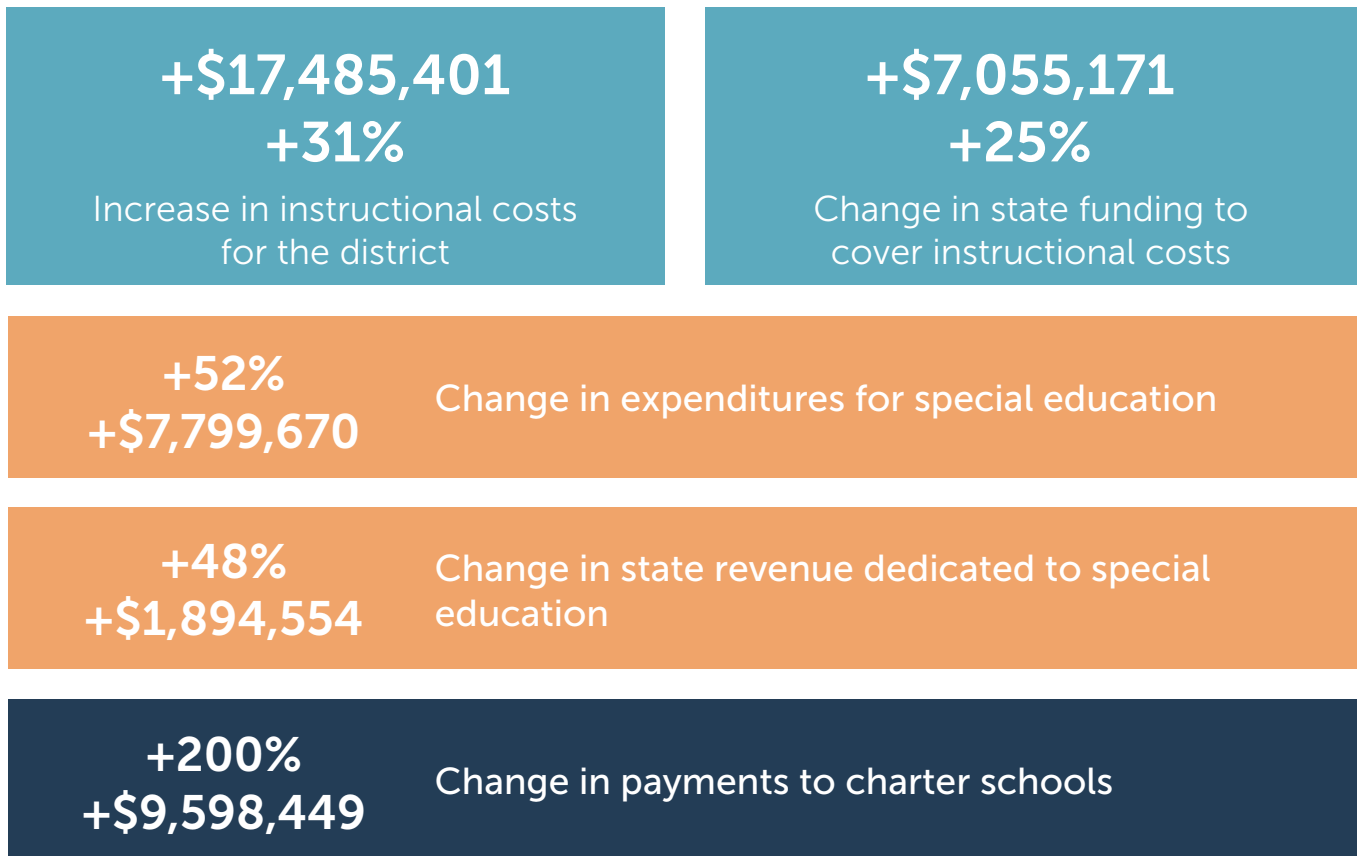 +$17,485,401
+31%
Increase in instructional costs
for the district
+$7,055,171
+25%
Change in state funding to
cover instructional costs
+52%
+$7,799,670
Change in expenditures for special education
+48%
+$1,894,554
Change in state revenue dedicated to special
education
+200%
+$9,598,449
Change in payments to charter schools